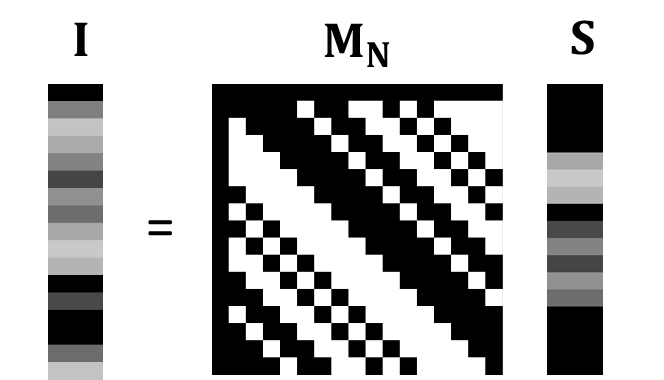 I M_N S
=